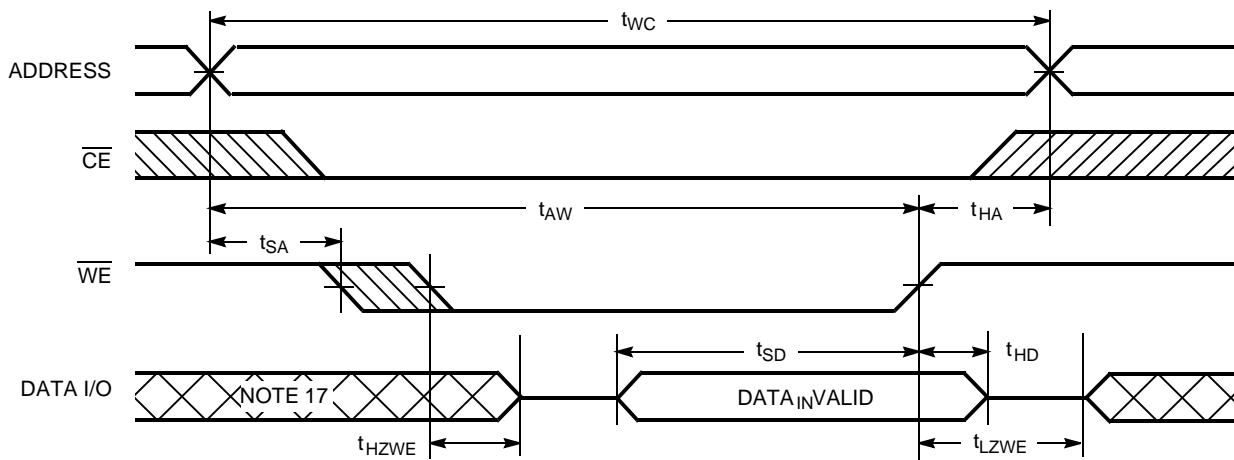 tWC
ADDRESS
CE
tAW
tHA
tSA
WE
tSD
tHD
DATA I/O
NOTE 17
DATAINVALID
tHZWE
tLZWE